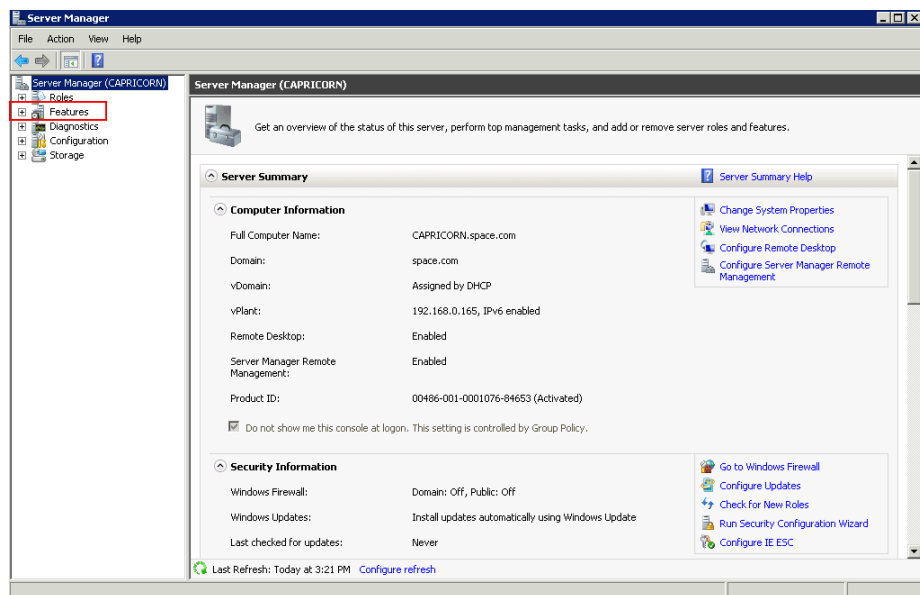 Server Manager
File Action View Help
Server Manager (CAPRICORN)
Roles
Features
Diagnostics
Configuration
Storage
Server Manager (CAPRICORN)
Get an overview of the status of this server, perform top management tasks, and add or remove server roles and features.
Server Summary
Server Summary Help
Computer Information
Full Computer Name: CAPRICORN.space.com
Domain: space.com
vDomain: Assigned by DHCP
vPlant: 192.168.0.165, IPv6 enabled
Remote Desktop: Enabled
Server Manager Remote
Management: Enabled
Product ID: 00486-001-0001076-84653 (Activated)
Do not show me this console at logon. This setting is controlled by Group Policy.
Change System Properties
View Network Connections
Configure Remote Desktop
Configure Server Manager Remote
Management
Security Information
Windows Firewall: Domain: Off, Public: Off
Windows Updates: Install updates automatically using Windows Update
Last checked for updates: Never
Go to Windows Firewall
Configure Updates
Check for New Roles
Run Security Configuration Wizard
Configure IE ESC
Last Refresh: Today at 3:21 PM Configure refresh